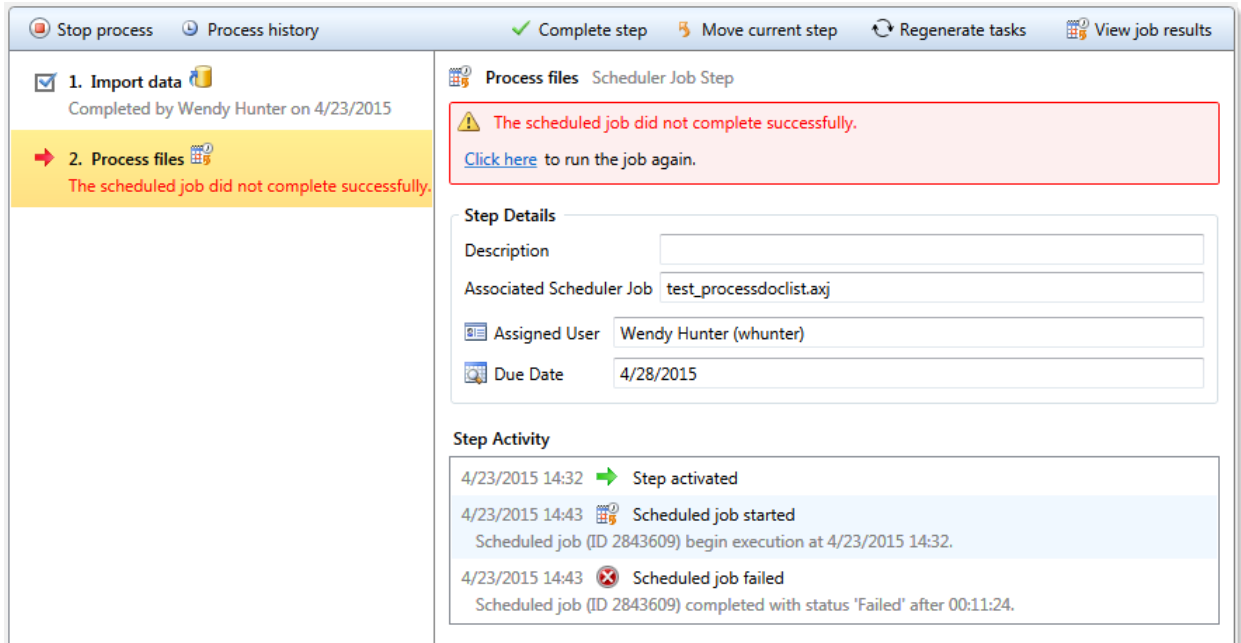 Stop process Process history Complete step Move current step Regenerate tasks View job results
1. Import data
Completed by Wendy Hunter on 4/23/2015
2. Process files
The scheduled job did not complete successfully.
Process files Scheduler Job Step
The scheduled job did not complete successfully.
Click here to run the job again.
Step Details
Description
Associated Scheduler Job test_processdoclist.axj
Assigned User Wendy Hunter (whunter)
Due Date 4/28/2015
Step Activity
4/23/2015 14:32 Step activated
4/23/2015 14:43 Scheduled job started
Scheduled job (ID 2843609) begin execution at 4/23/2015 14:32.
4/23/2015 14:43 Scheduled job failed
Scheduled job (ID 2843609) completed with status 'Failed' after 00:11:24.